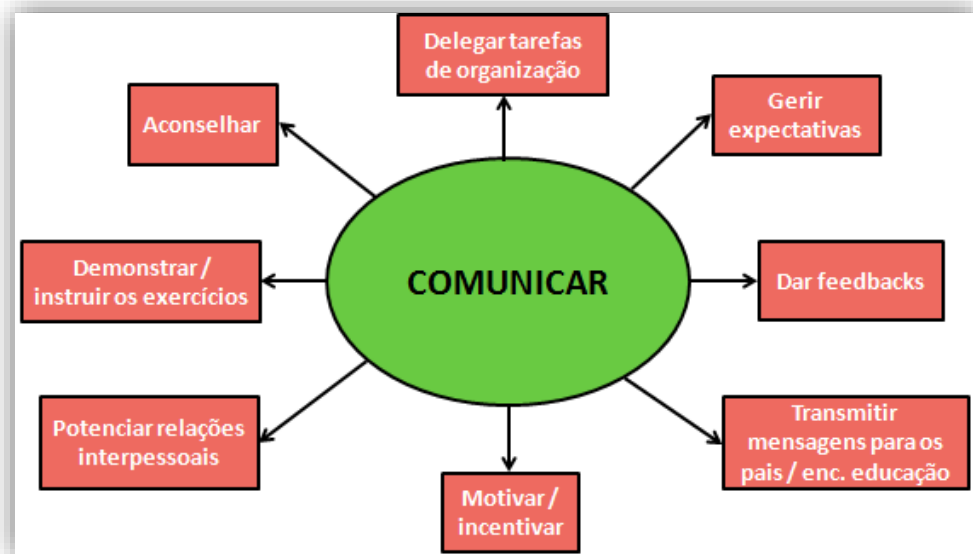 Delegar tarefas
de organização
Gerir
expectativas
Aconselhar
COMUNICAR
Demonstrar /
instruir os exercícios
Dar feedbacks
Potenciar relações
interpessoais
Transmitir
mensagens para os
pais / enc. educação
Motivar /
incentivar